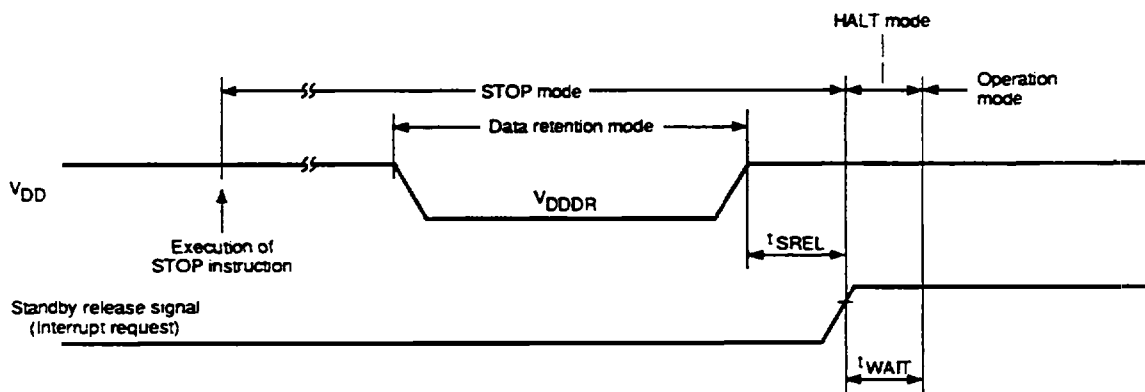 HALT mode
STOP mode
Operation
mode
Data retention mode
VDD
VDDDR
Execution of
STOP instruction
tSREL
Standby release signal
(Interrupt request)
tWAIT